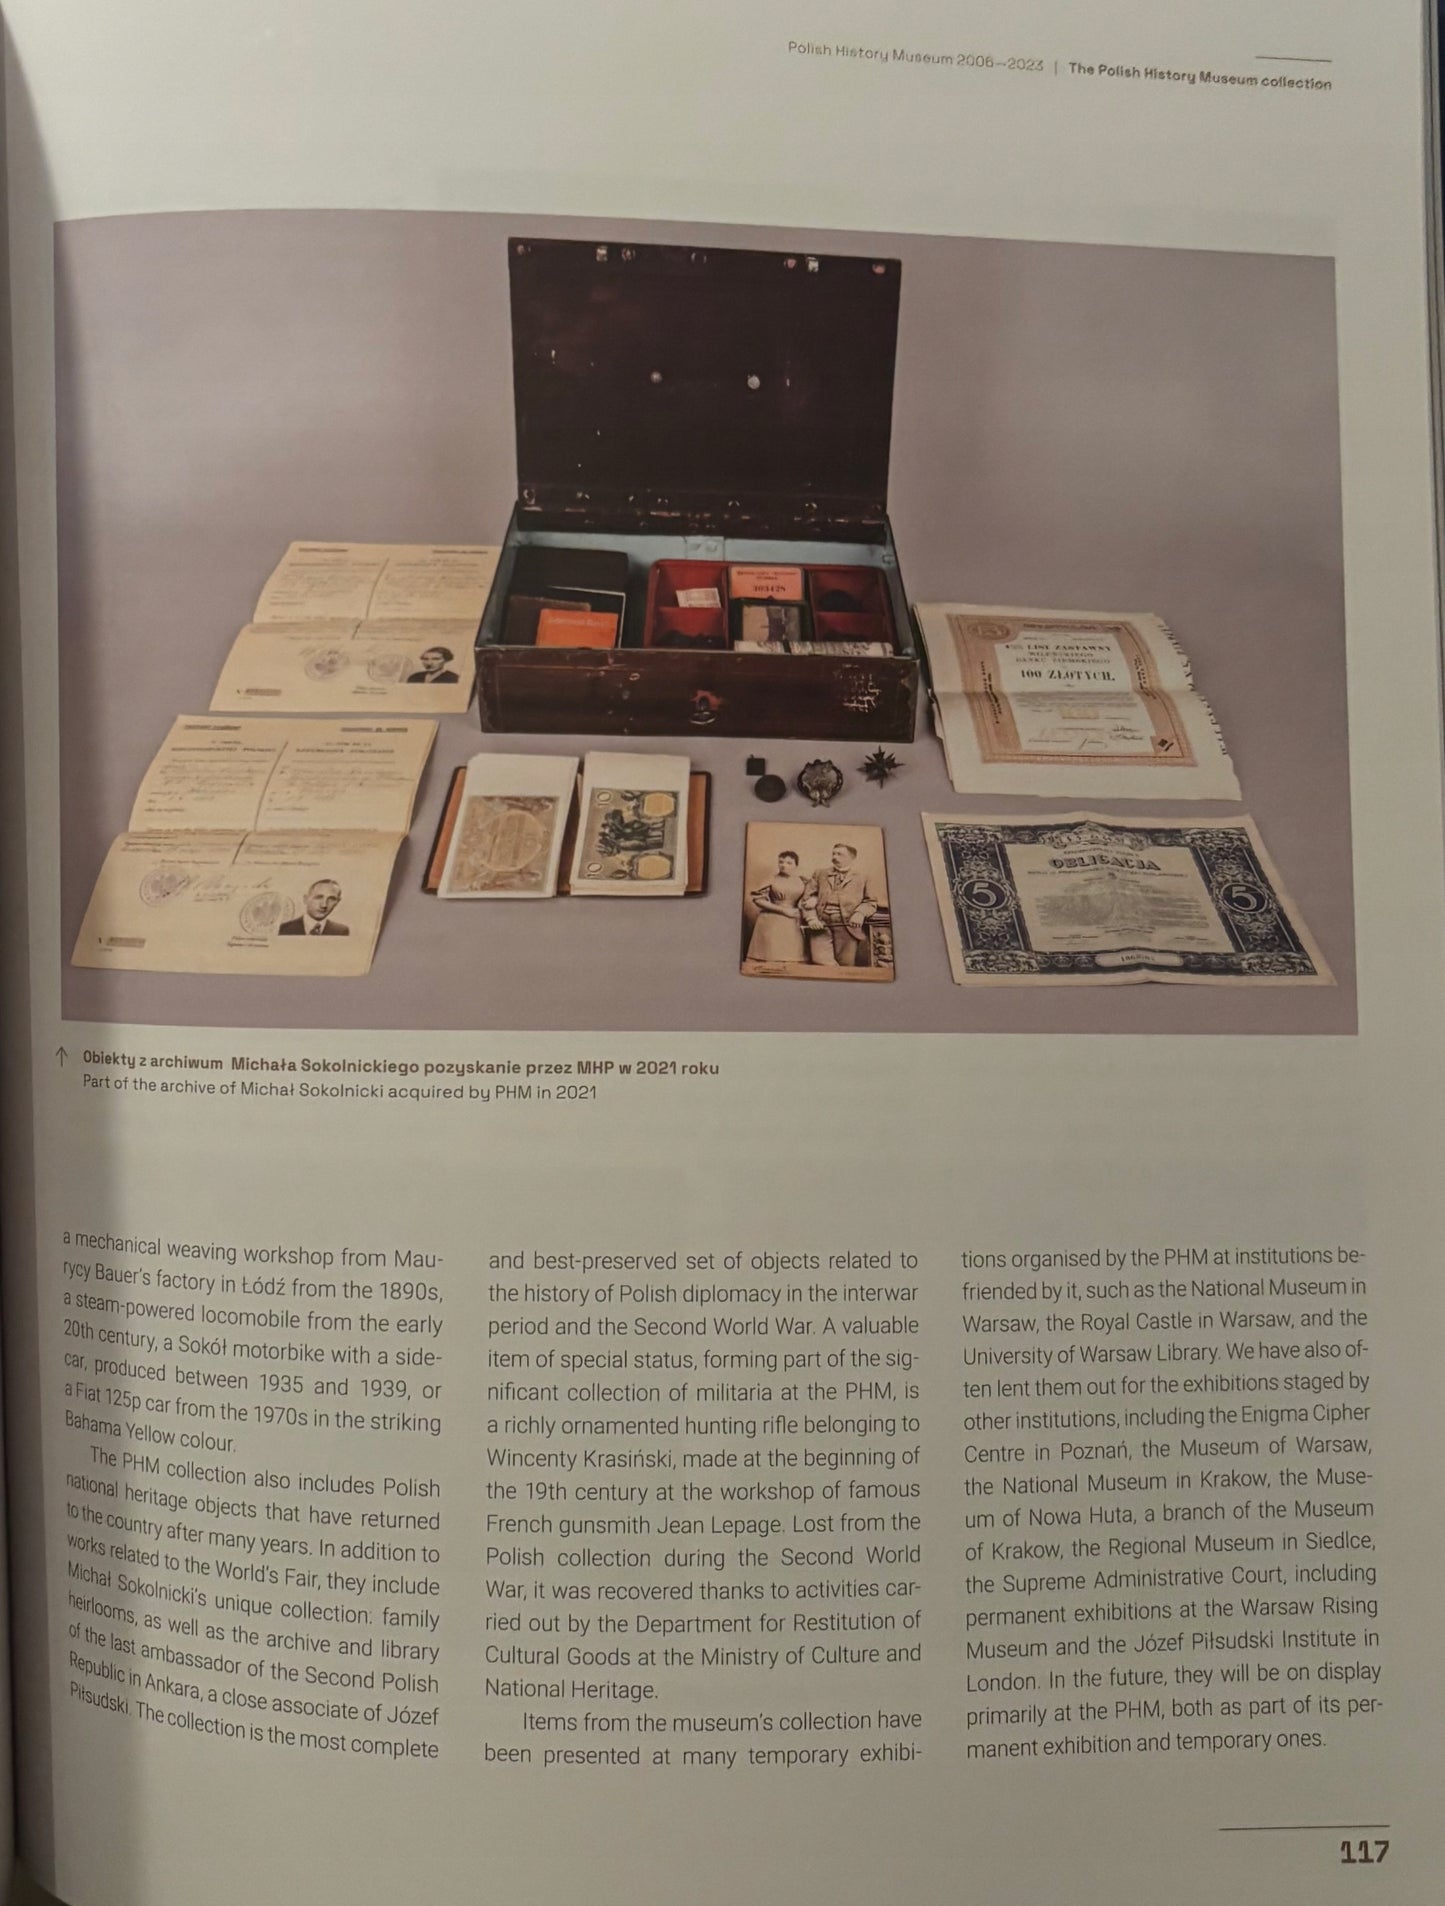 Polish History Museum 2006—2023 | The Polish History Museum collection
303428
LIST ZASTAWNY
WILEŃSKIEGO
BANKU ZIEMSKIEGO
100 ZŁOTYCH.
10
10
OBLIGACJA
5
5
↑ Obiekty z archiwum Michała Sokolnickiego pozyskanie przez MHP w 2021 roku
Part of the archive of Michał Sokolnicki acquired by PHM in 2021
a mechanical weaving workshop from Mau-
rycy Bauer's factory in Łódź from the 1890s,
a steam-powered locomobile from the early
20th century, a Sokół motorbike with a side-
car, produced between 1935 and 1939, or
a Fiat 125p car from the 1970s in the striking
Bahama Yellow colour.
The PHM collection also includes Polish
national heritage objects that have returned
to the country after many years. In addition to
works related to the World's Fair, they include
Michał Sokolnicki's unique collection: family
heirlooms, as well as the archive and library
of the last ambassador of the Second Polish
Republic in Ankara, a close associate of Józef
Piłsudski. The collection is the most complete
and best-preserved set of objects related to
the history of Polish diplomacy in the interwar
period and the Second World War. A valuable
item of special status, forming part of the sig-
nificant collection of militaria at the PHM, is
a richly ornamented hunting rifle belonging to
Wincenty Krasiński, made at the beginning of
the 19th century at the workshop of famous
French gunsmith Jean Lepage. Lost from the
Polish collection during the Second World
War, it was recovered thanks to activities car-
ried out by the Department for Restitution of
Cultural Goods at the Ministry of Culture and
National Heritage.
Items from the museum's collection have
been presented at many temporary exhibi-
tions organised by the PHM at institutions be-
friended by it, such as the National Museum in
Warsaw, the Royal Castle in Warsaw, and the
University of Warsaw Library. We have also of-
ten lent them out for the exhibitions staged by
other institutions, including the Enigma Cipher
Centre in Poznań, the Museum of Warsaw,
the National Museum in Krakow, the Muse-
um of Nowa Huta, a branch of the Museum
of Krakow, the Regional Museum in Siedlce,
the Supreme Administrative Court, including
permanent exhibitions at the Warsaw Rising
Museum and the Józef Piłsudski Institute in
London. In the future, they will be on display
primarily at the PHM, both as part of its per-
manent exhibition and temporary ones.
117